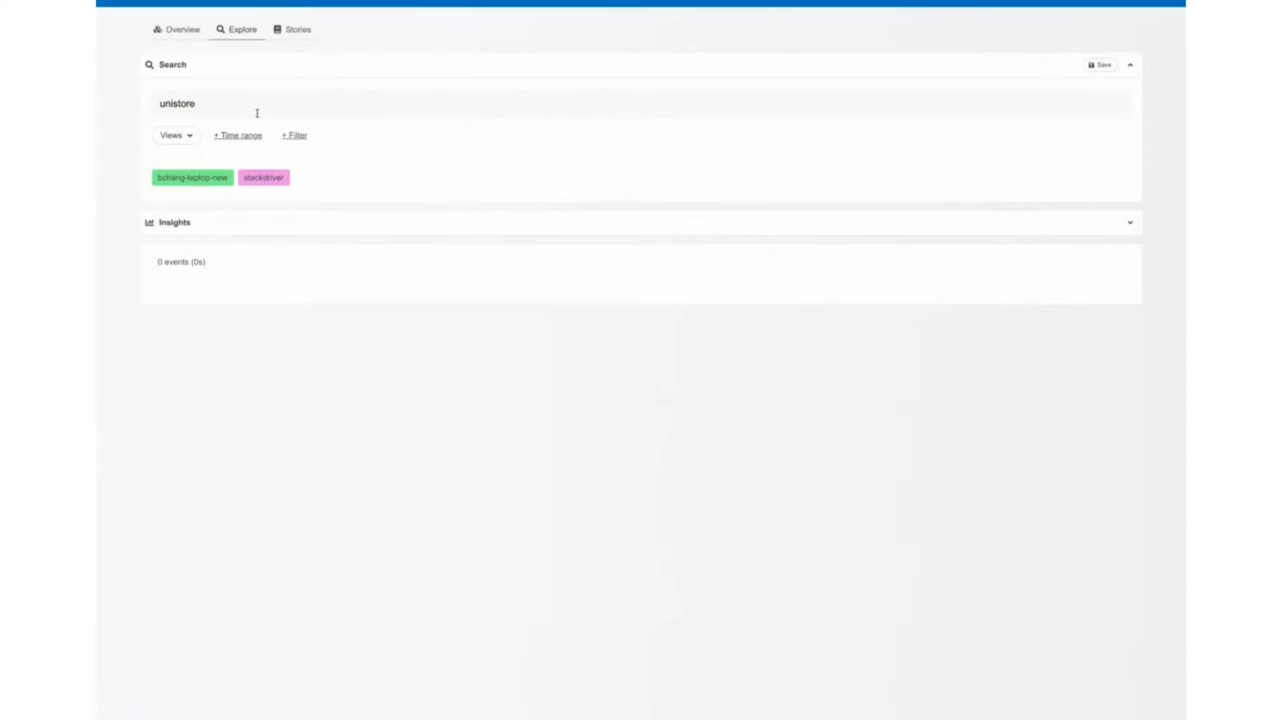 Overview Explore Stories
Search Save
unistore
Views + Time range + Filter
bchang-laptop-new stackdriver
Insights
0 events (0s)